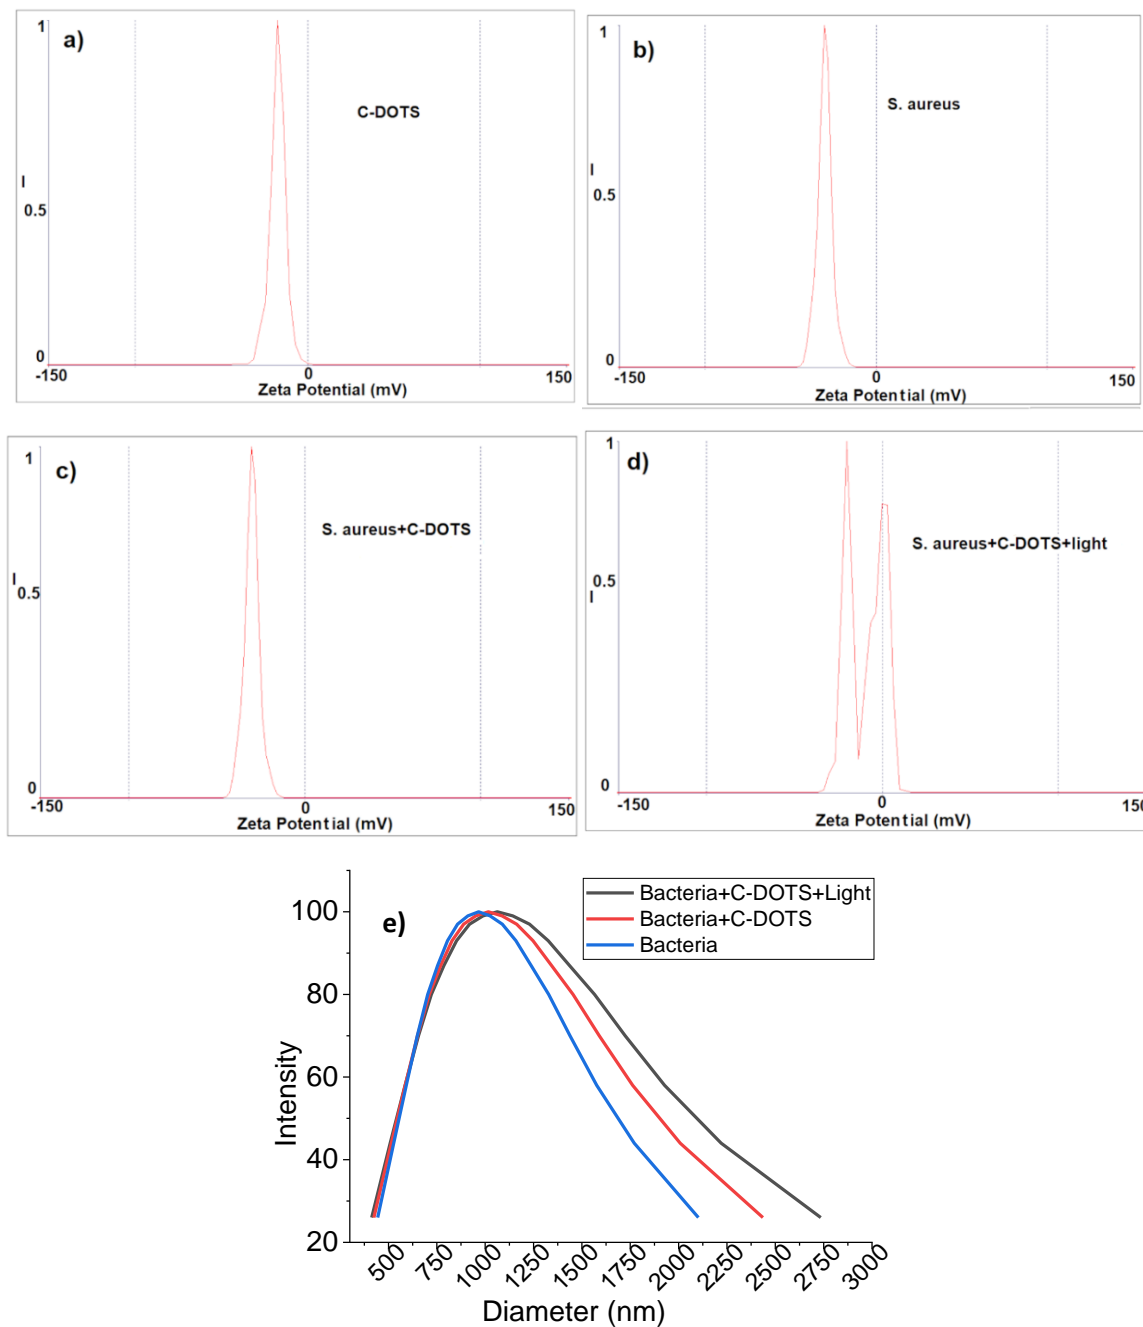 a)
C-DOTS
1
I
0.5
0
-150
0
150
Zeta Potential (mV)
b)
S. aureus
1
I
0.5
0
-150
0
150
Zeta Potential (mV)
c)
S. aureus+C-DOTS
1
I
0.5
0
-150
0
150
Zeta Potential (mV)
d)
S. aureus+C-DOTS+light
1
0.5
I
0
-150
0
150
Zeta Potential (mV)
e)
Bacteria+C-DOTS+Light
Bacteria+C-DOTS
Bacteria
100
80
60
40
20
Intensity
500
750
1000
1250
1500
1750
2000
2250
2500
2750
3000
Diameter (nm)